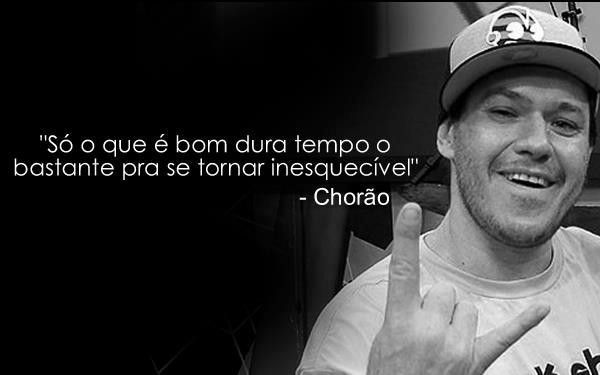 "Só o que é bom dura tempo o
bastante pra se tornar inesquecível"
- Chorão